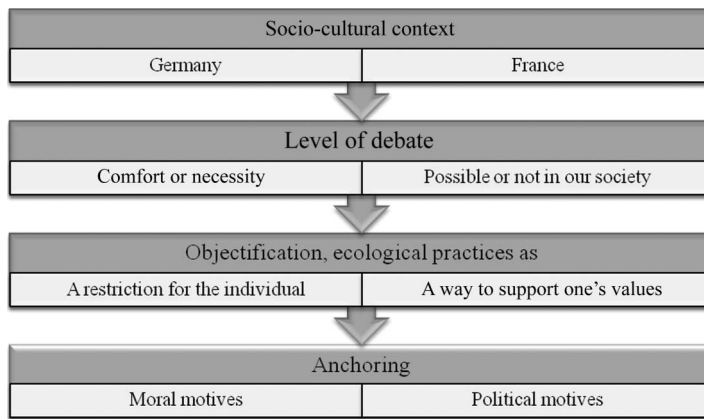 Socio-cultural context
Germany France
Level of debate
Comfort or necessity Possible or not in our society
Objectification, ecological practices as
A restriction for the individual A way to support one’s values
Anchoring
Moral motives Political motives